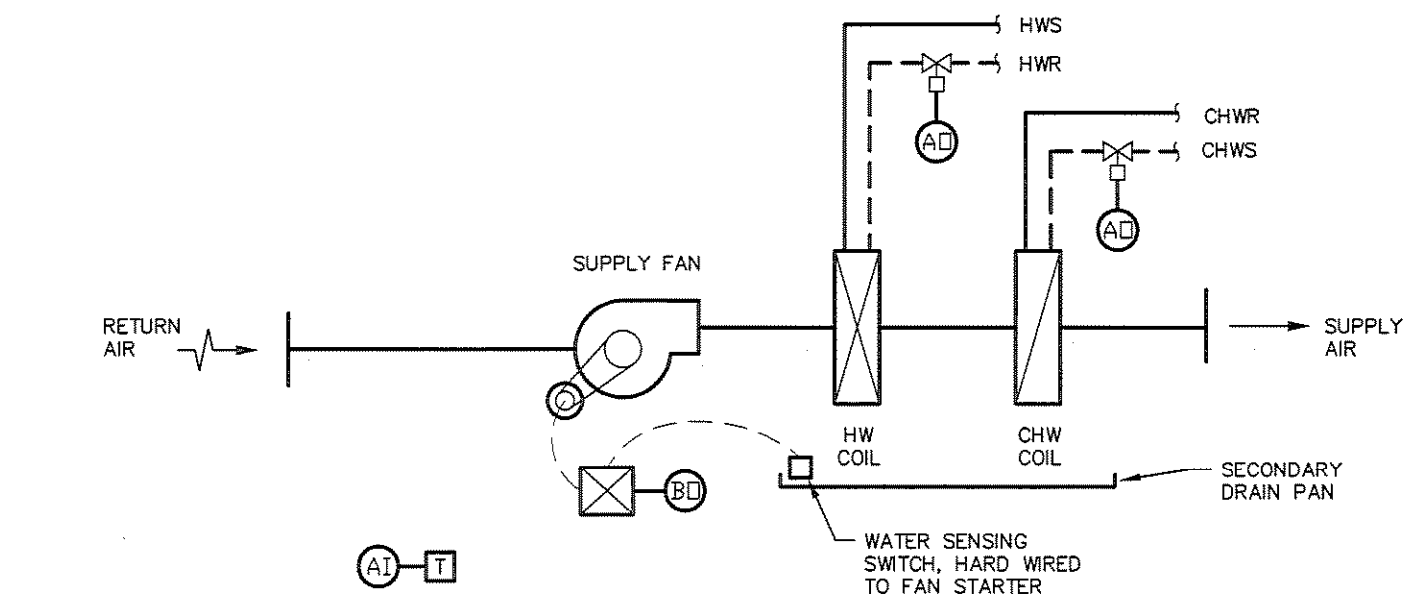 HWS
HWR
CHWR
CHWS
AO
AO
SUPPLY FAN
RETURN
AIR
SUPPLY
AIR
HW
COIL
CHW
COIL
SECONDARY
DRAIN PAN
BO
WATER SENSING
SWITCH, HARD WIRED
TO FAN STARTER
AI
T